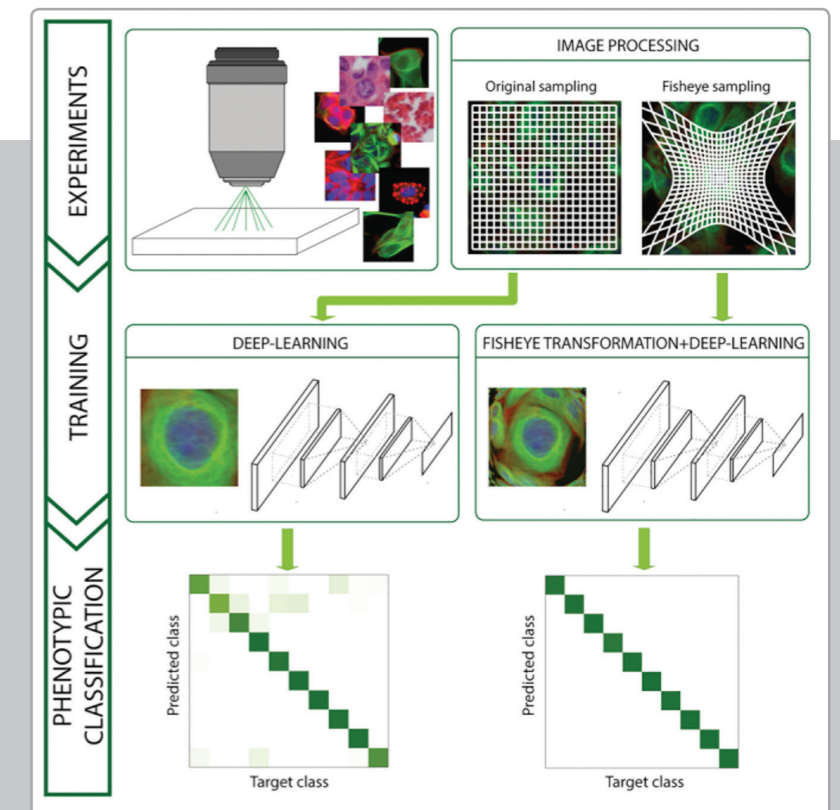 EXPERIMENTS
IMAGE PROCESSING
Original sampling
Fisheye sampling
TRAINING
DEEP-LEARNING
FISHEYE TRANSFORMATION+DEEP-LEARNING
PHENOTYPIC
CLASSIFICATION
Predicted class
Target class
Predicted class
Target class